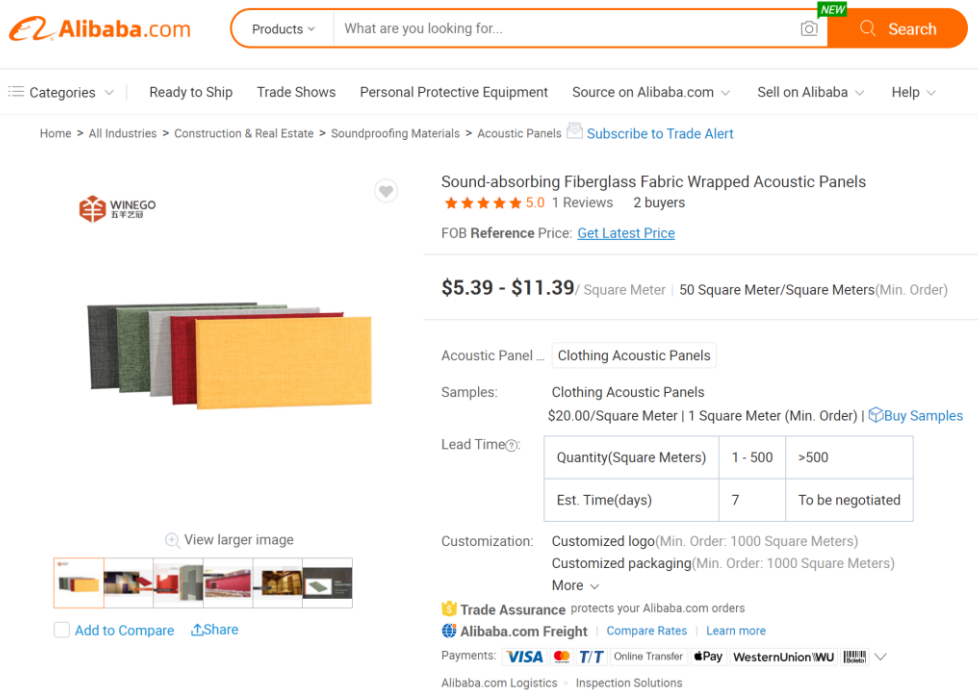 Alibaba.com
Products
What are you looking for...
NEW
Search
Categories
Ready to Ship
Trade Shows
Personal Protective Equipment
Source on Alibaba.com
Sell on Alibaba
Help
Home > All Industries > Construction & Real Estate > Soundproofing Materials > Acoustic Panels
Subscribe to Trade Alert
WINEGO
五羊艺冠
Sound-absorbing Fiberglass Fabric Wrapped Acoustic Panels
5.0 1 Reviews 2 buyers
FOB Reference Price: Get Latest Price
$5.39 - $11.39/ Square Meter | 50 Square Meter/Square Meters(Min. Order)
Acoustic Panel ... Clothing Acoustic Panels
Samples: Clothing Acoustic Panels
$20.00/Square Meter | 1 Square Meter (Min. Order) | Buy Samples
Lead Time?:
Quantity(Square Meters) 1 - 500 >500
Est. Time(days) 7 To be negotiated
View larger image
Customization: Customized logo(Min. Order: 1000 Square Meters)
Customized packaging(Min. Order: 1000 Square Meters)
More
Add to Compare
Share
Trade Assurance protects your Alibaba.com orders
Alibaba.com Freight | Compare Rates | Learn more
Payments: VISA T/T Online Transfer Pay WesternUnion WU Boleto
Alibaba.com Logistics Inspection Solutions